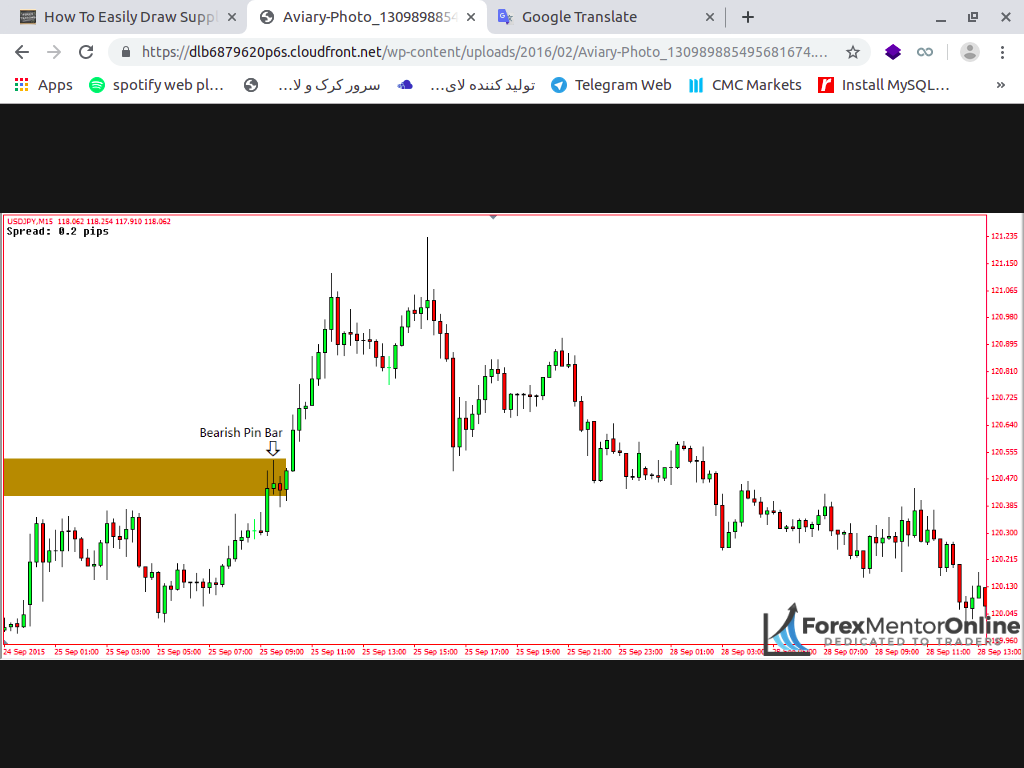 How To Easily Draw Suppl
Aviary-Photo_1309898854
Google Translate
https://dlb6879620p6s.cloudfront.net/wp-content/uploads/2016/02/Aviary-Photo_130989885495681674....
Apps
spotify web pl...
سرور کرک و لا...
تولید کننده لای...
Telegram Web
CMC Markets
Install MySQL...
»
USDJPY,M15 118.062 118.254 117.910 118.062
Spread: 0.2 pips
Bearish Pin Bar
121.235
121.150
121.065
120.980
120.895
120.810
120.725
120.640
120.555
120.470
120.385
120.300
120.215
120.130
120.045
ForexMentorOnline
DEDICATED TO TRADERS
24 Sep 2015
25 Sep 01:00
25 Sep 03:00
25 Sep 05:00
25 Sep 07:00
25 Sep 09:00
25 Sep 11:00
25 Sep 13:00
25 Sep 15:00
25 Sep 17:00
25 Sep 19:00
25 Sep 21:00
25 Sep 23:00
28 Sep 01:00
28 Sep 03:00
28 Sep 07:00
28 Sep 09:00
28 Sep 11:00
28 Sep 13:00